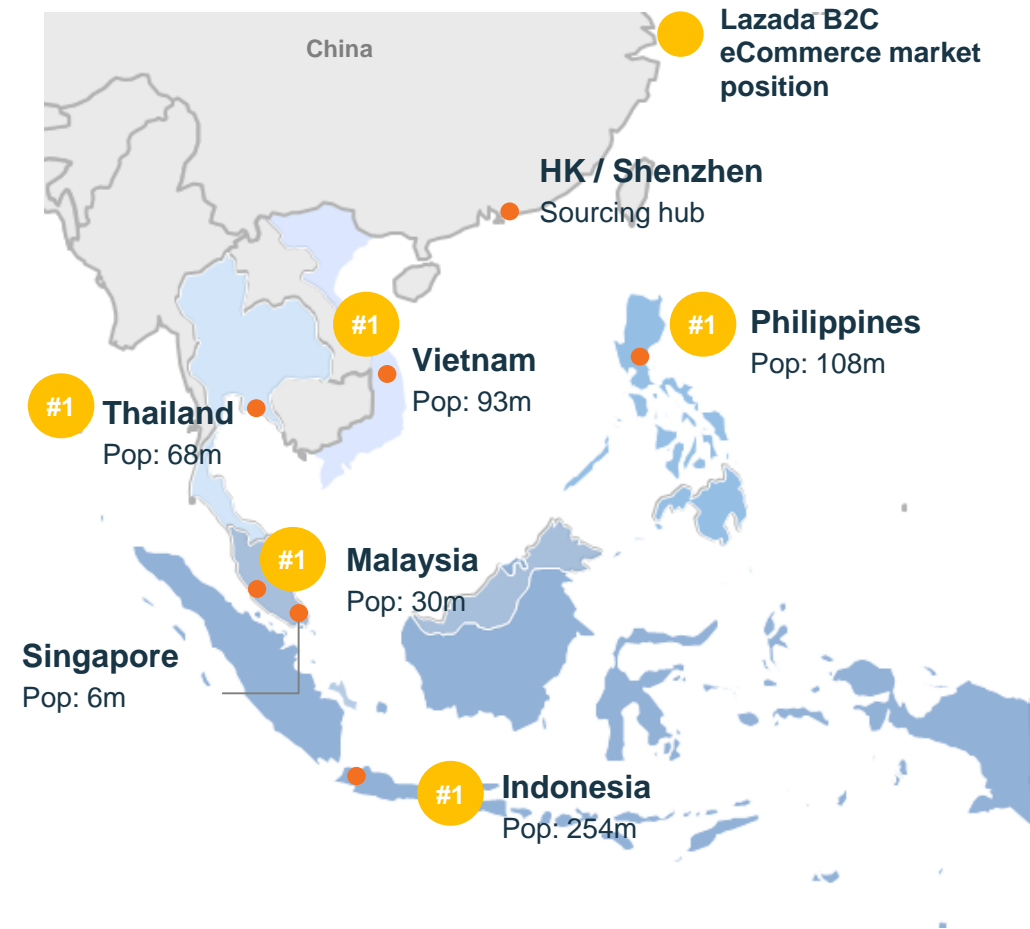 Lazada B2C
eCommerce market
position
China
HK / Shenzhen
Sourcing hub
#1
Philippines
Pop: 108m
#1
Vietnam
Pop: 93m
#1
Thailand
Pop: 68m
#1
Malaysia
Pop: 30m
Singapore
Pop: 6m
#1
Indonesia
Pop: 254m